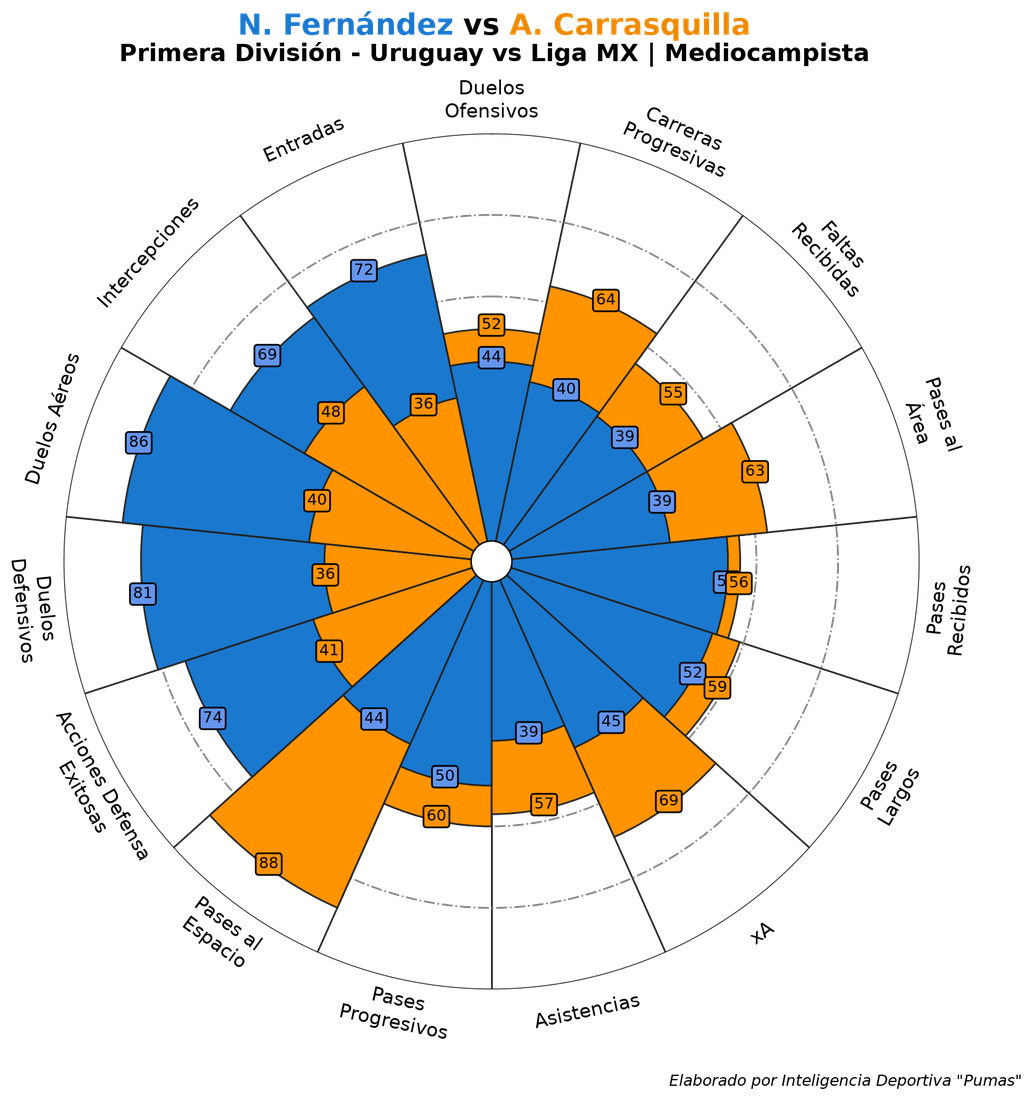 N. Fernández vs A. Carrasquilla
Primera División - Uruguay vs Liga MX | Mediocampista
Duelos
Ofensivos
52
44
Carreras
Progresivas
64
40
Faltas
Recibidas
55
39
Pases al
Área
63
39
Pases
Recibidos
56
Pases
Largos
52
59
xA
45
69
Asistencias
39
57
Pases
Progresivos
50
60
Pases al
Espacio
44
88
Acciones Defensa
Exitosas
74
41
Duelos
Defensivos
81
36
Duelos Aéreos
86
40
Intercepciones
69
48
Entradas
72
36
Elaborado por Inteligencia Deportiva "Pumas"